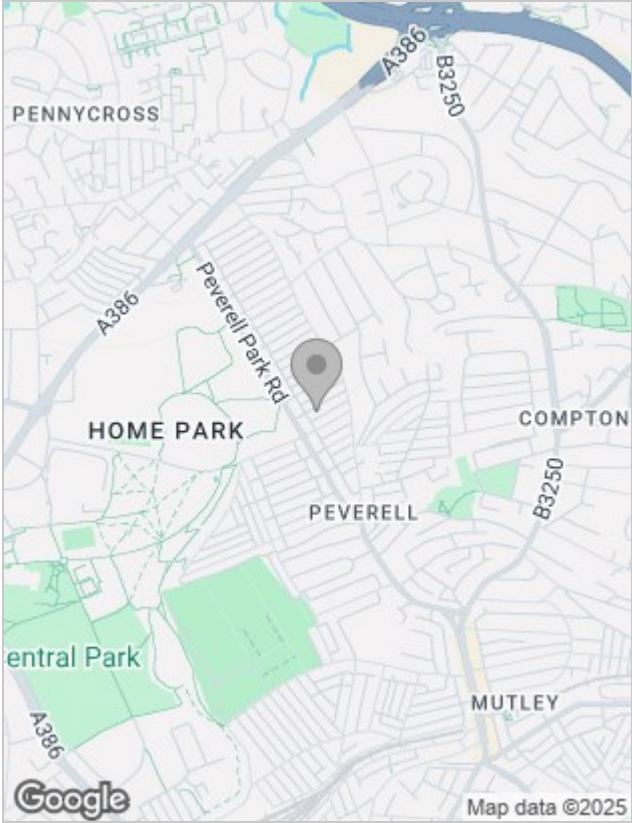 A386
B3250
PENNYCROSS
Peverell Park Rd
A386
HOME PARK
COMPTON
B3250
PEVERELL
entral Park
MUTLEY
A386
Google
Map data ©2025